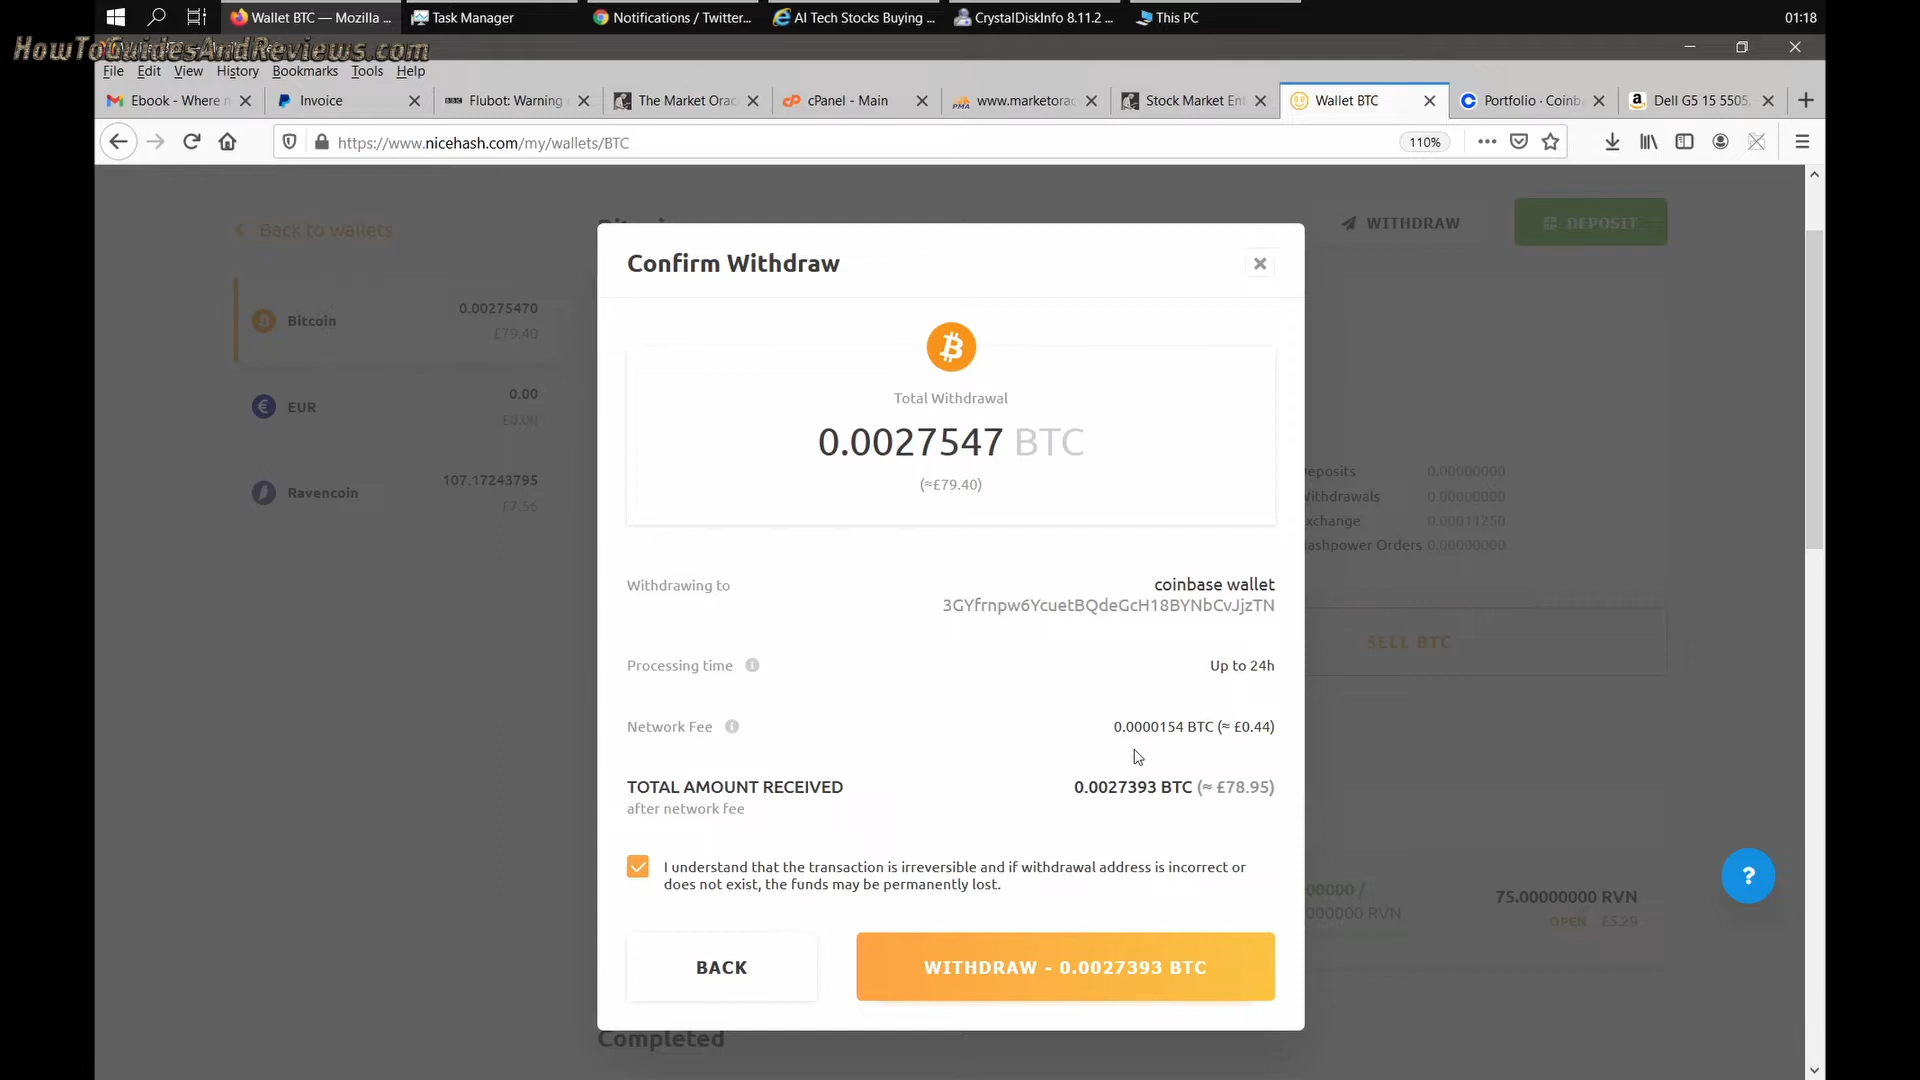 Wallet BTC — Mozilla ...
Task Manager
Notifications / Twitter...
AI Tech Stocks Buying ...
CrystalDiskInfo 8.11.2 ...
This PC
01:18
HowToGuidesAndReviews.com
File Edit View History Bookmarks Tools Help
Ebook - Where
Invoice
BBC Flubot: Warning
The Market Orac
cPanel - Main
PMA www.marketorac
Stock Market En
Wallet BTC
Portfolio · Coinb
Dell G5 15 5505,
https://www.nicehash.com/my/wallets/BTC
110%
Back to wallets
WITHDRAW
DEPOSIT
Confirm Withdraw
Bitcoin
0.00275470
£79.40
EUR
0.00
£0.00
Ravencoin
107.17243795
£7.56
Total Withdrawal
0.0027547 BTC
(≈£79.40)
eposits 0.00000000
ithdrawals 0.00000000
xchange 0.00011250
ashpower Orders 0.00000000
Withdrawing to
coinbase wallet
3GYfrnpw6YcuetBQdeGcH18BYNbCvJjzTN
SELL BTC
Processing time
Up to 24h
Network Fee
0.0000154 BTC (≈ £0.44)
TOTAL AMOUNT RECEIVED
0.0027393 BTC (≈ £78.95)
after network fee
I understand that the transaction is irreversible and if withdrawal address is incorrect or
does not exist, the funds may be permanently lost.
?
00000 /
00000 RVN
75.00000000 RVN
OPEN £5.29
BACK
WITHDRAW - 0.0027393 BTC
Completed